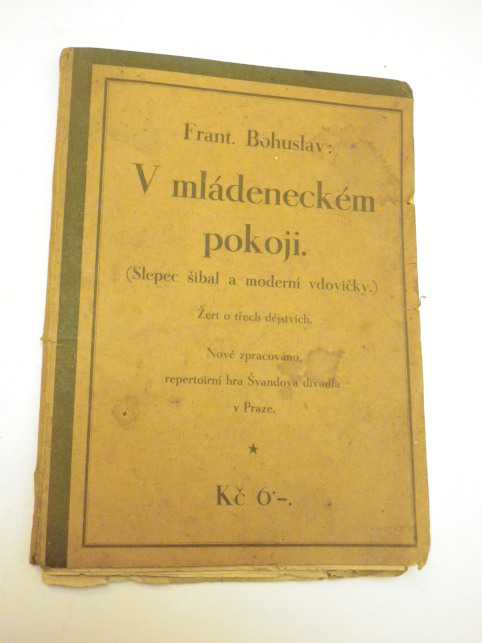 Frant. Bohuslav:
V mládeneckém
pokoji.
(Slepec šibal a moderní vdovičky.)
Žert o třech dějstvích.
Nově zpracováno,
repertoirní hra Švandova divadla
v Praze.
Kč 6·–.